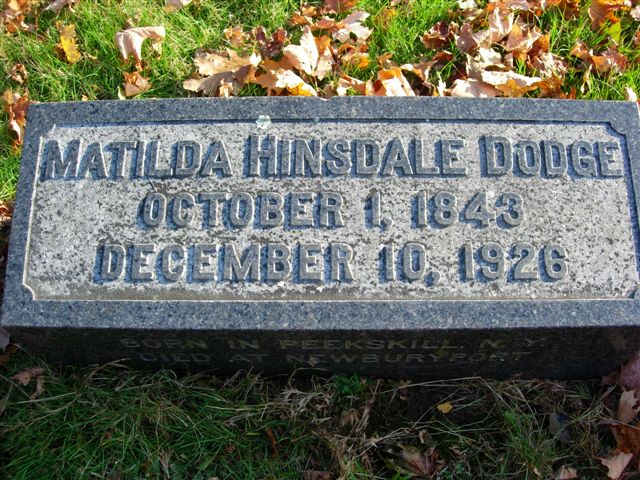 MATILDA HINSDALE DODGE
OCTOBER 1, 1843
DECEMBER 10, 1926
BORN IN PEEKSKILL, N.Y.
DIED AT NEWBURYPORT